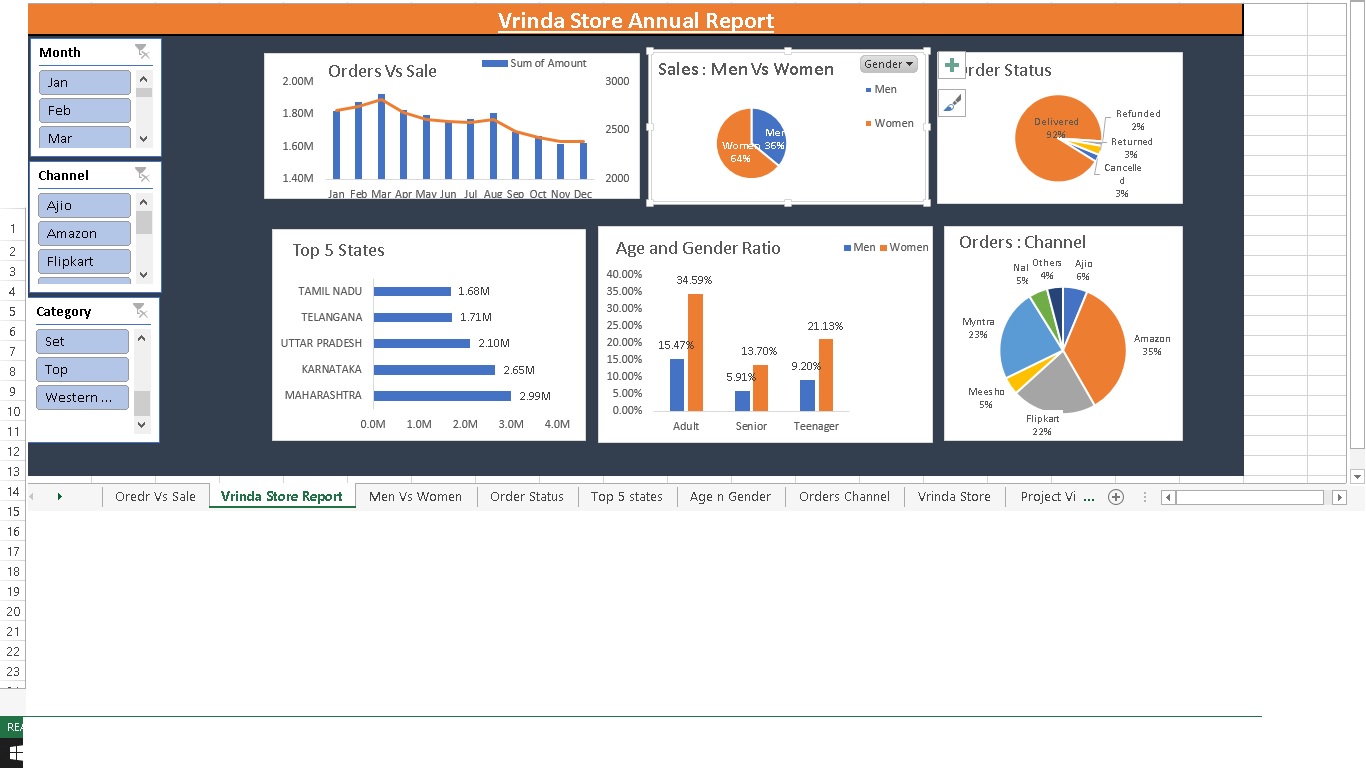 Vrinda Store Annual Report
Month
Jan
Feb
Mar
Channel
Ajio
Amazon
Flipkart
Category
Set
Top
Western ...
Orders Vs Sale
Sum of Amount
2.00M
1.80M
1.60M
1.40M
3000
2500
2000
Jan Feb Mar Apr May Jun Jul Aug Sep Oct Nov Dec
Sales : Men Vs Women
Gender
Men
Women
Men
36%
Women
64%
rder Status
Delivered
92%
Refunded
2%
Returned
3%
Cancelle
d
3%
Top 5 States
TAMIL NADU 1.68M
TELANGANA 1.71M
UTTAR PRADESH 2.10M
KARNATAKA 2.65M
MAHARASHTRA 2.99M
0.0M 1.0M 2.0M 3.0M 4.0M
Age and Gender Ratio
Men Women
40.00%
35.00%
30.00%
25.00%
20.00%
15.00%
10.00%
5.00%
0.00%
15.47%
34.59%
5.91%
13.70%
9.20%
21.13%
Adult Senior Teenager
Orders : Channel
Nal
5%
Others
4%
Ajio
6%
Myntra
23%
Amazon
35%
Meesho
5%
Flipkart
22%
1
2
3
4
5
6
7
8
9
10
11
12
13
14
15
16
17
18
19
20
21
22
23
Oredr Vs Sale Vrinda Store Report Men Vs Women Order Status Top 5 states Age n Gender Orders Channel Vrinda Store Project Vi ...
REA